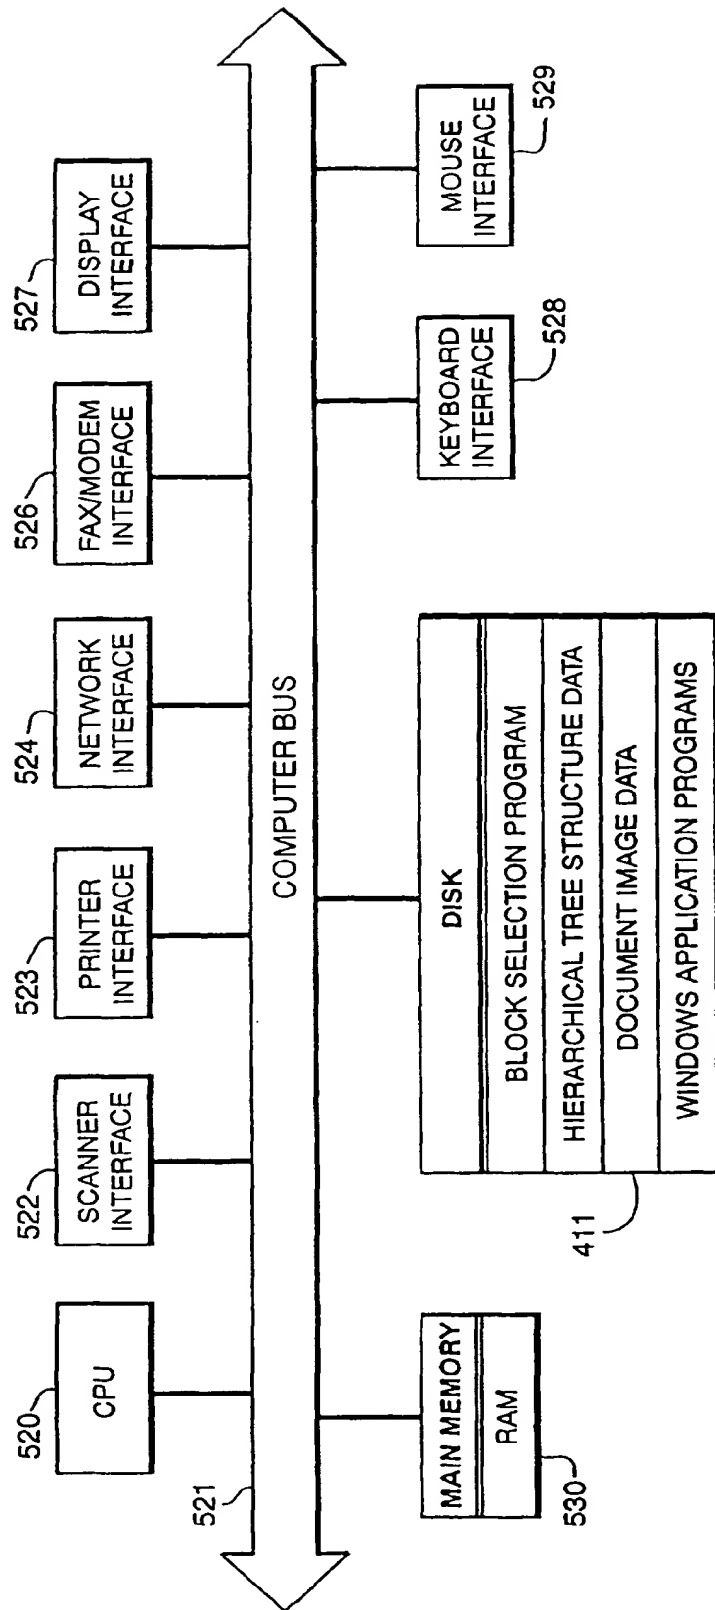 520
CPU
522
SCANNER
INTERFACE
523
PRINTER
INTERFACE
524
NETWORK
INTERFACE
526
FAX/MODEM
INTERFACE
527
DISPLAY
INTERFACE
521
COMPUTER BUS
MAIN MEMORY
RAM
530
DISK
BLOCK SELECTION PROGRAM
HIERARCHICAL TREE STRUCTURE DATA
DOCUMENT IMAGE DATA
WINDOWS APPLICATION PROGRAMS
411
KEYBOARD
INTERFACE
528
MOUSE
INTERFACE
529